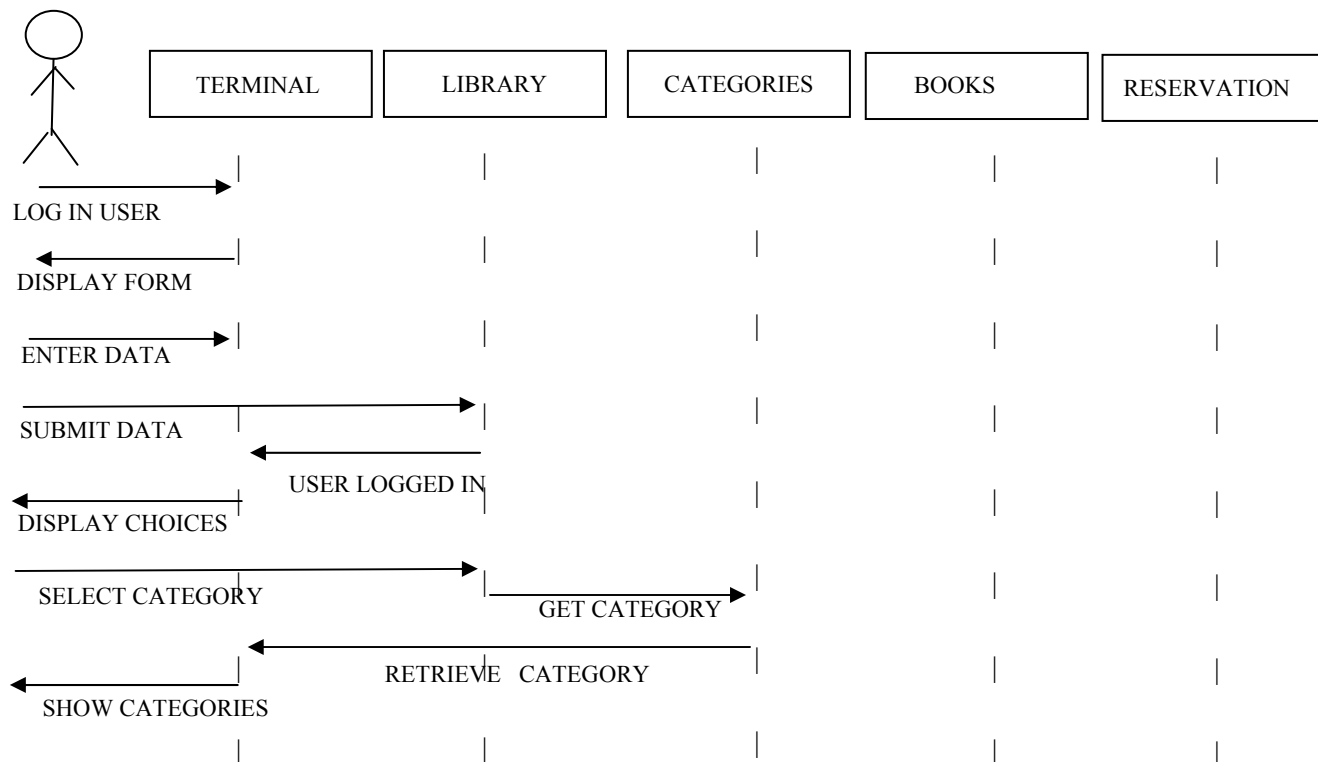 TERMINAL
LIBRARY
CATEGORIES
BOOKS
RESERVATION
LOG IN USER
DISPLAY FORM
ENTER DATA
SUBMIT DATA
USER LOGGED IN
DISPLAY CHOICES
SELECT CATEGORY
GET CATEGORY
RETRIEVE CATEGORY
SHOW CATEGORIES